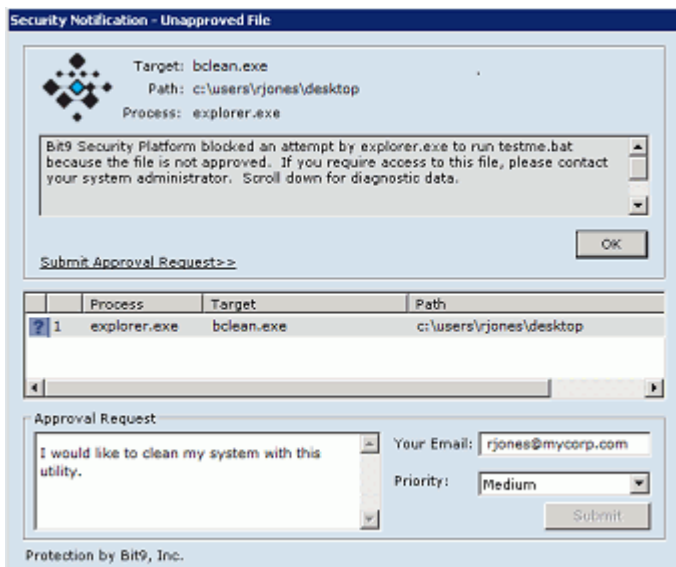 Security Notification - Unapproved File
Target: bclean.exe
Path: c:\users\rjones\desktop
Process: explorer.exe
Bit9 Security Platform blocked an attempt by explorer.exe to run testme.bat
because the file is not approved. If you require access to this file, please contact
your system administrator. Scroll down for diagnostic data.
OK
Submit Approval Request>>
Process Target Path
? 1 explorer.exe bclean.exe c:\users\rjones\desktop
Approval Request
I would like to clean my system with this
utility.
Your Email: rjones@mycorp.com
Priority: Medium
Submit
Protection by Bit9, Inc.